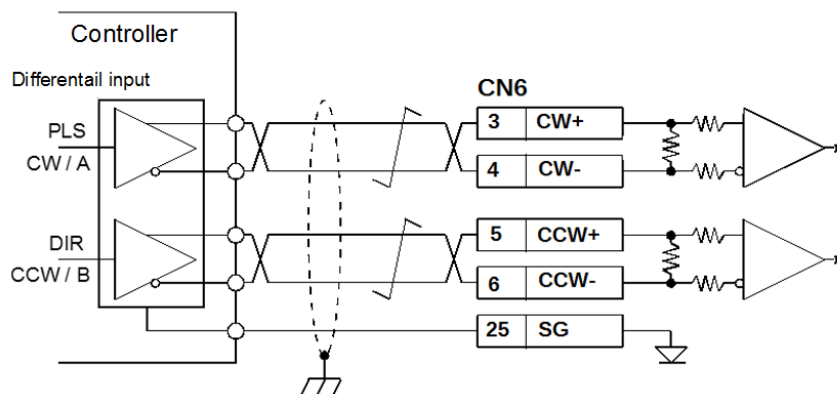 Controller
Differentail input
CN6
PLS
CW / A
3 CW+
4 CW-
DIR
CCW / B
5 CCW+
6 CCW-
25 SG